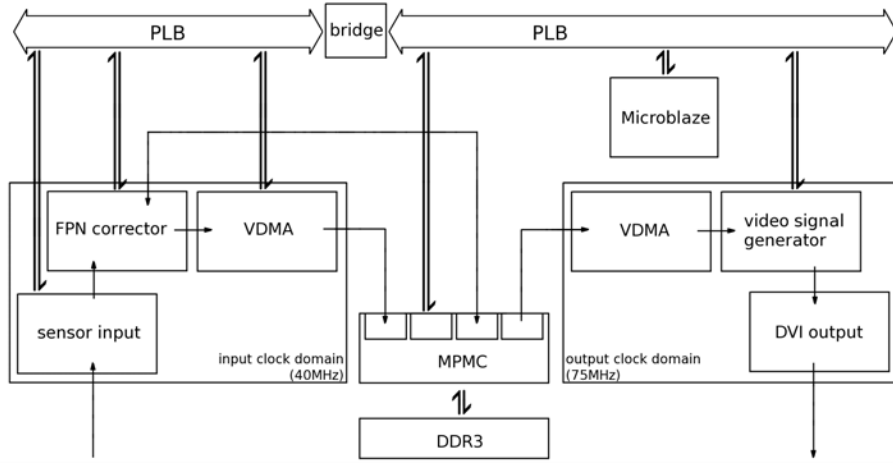 PLB
bridge
PLB
Microblaze
FPN corrector
VDMA
VDMA
video signal
generator
sensor input
DVI output
input clock domain
(40MHz)
MPMC
output clock domain
(75MHz)
DDR3